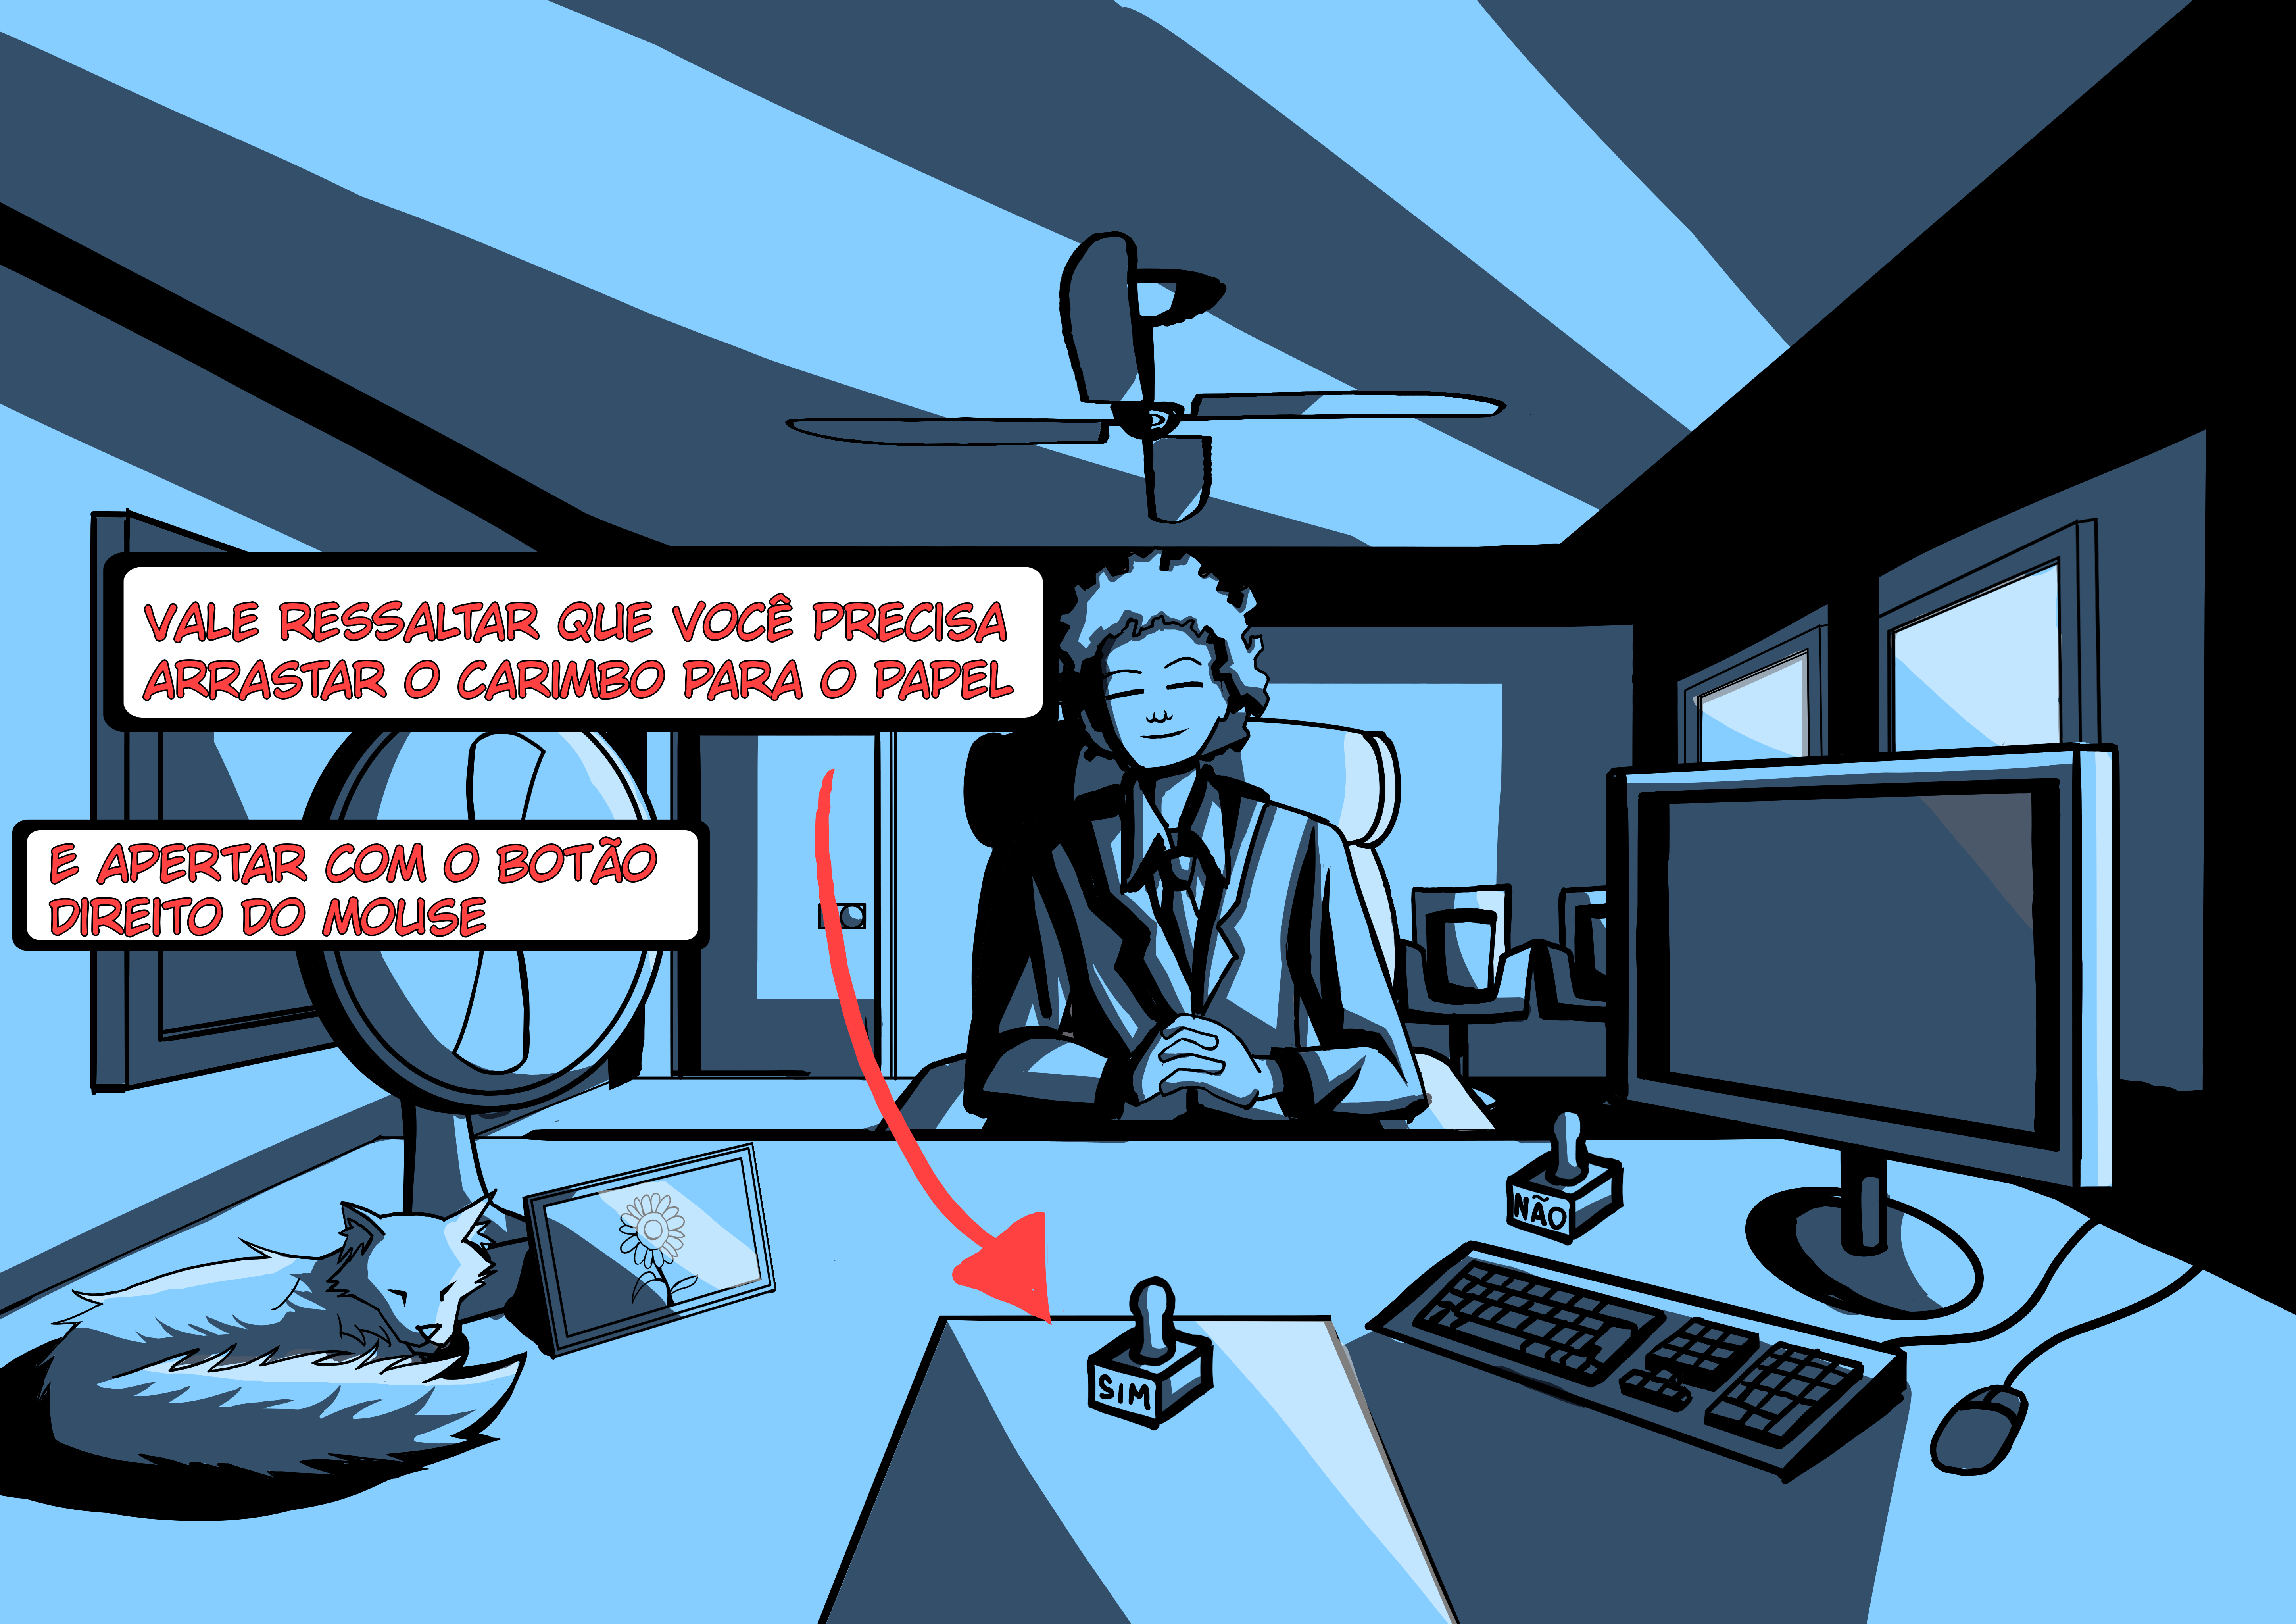 VALE RESSALTAR QUE VOCÊ PRECISA
ARRASTAR O CARIMBO PARA O PAPEL
E APERTAR COM O BOTÃO
DIREITO DO MOUSE
NÃO
SIM